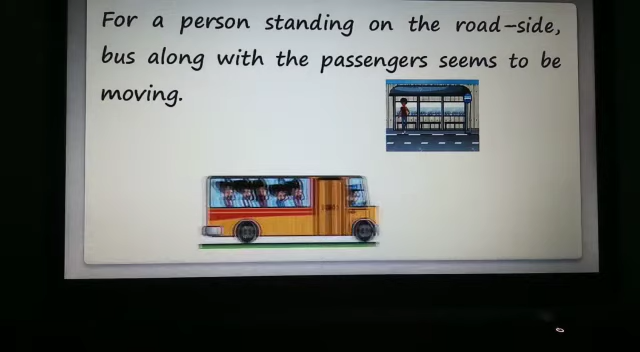 For a person standing on the road-side,
bus along with the passengers seems to be
moving.